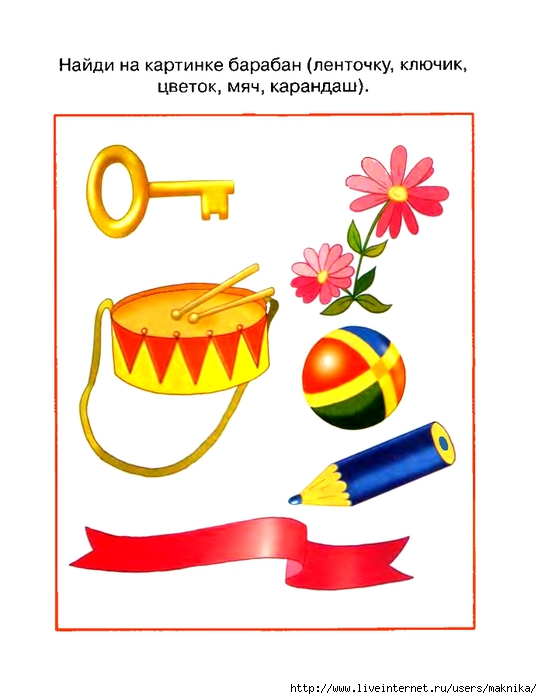 Найди на картинке барабан (ленточку, ключик,
цветок, мяч, карандаш).
http://www.liveinternet.ru/users/maknika/